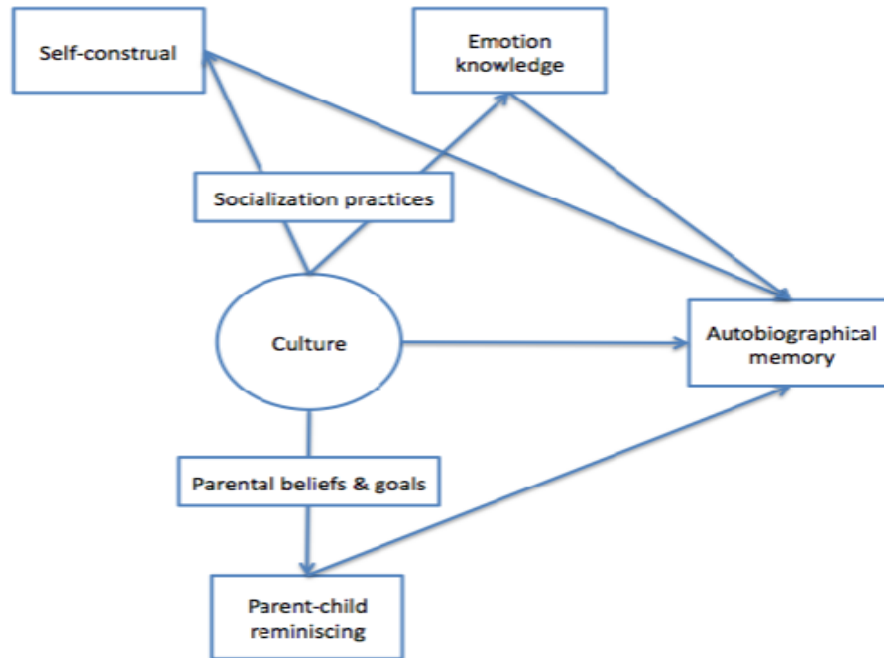 Self-construal
Emotion
knowledge
Socialization practices
Culture
Autobiographical
memory
Parental beliefs & goals
Parent-child
reminiscing